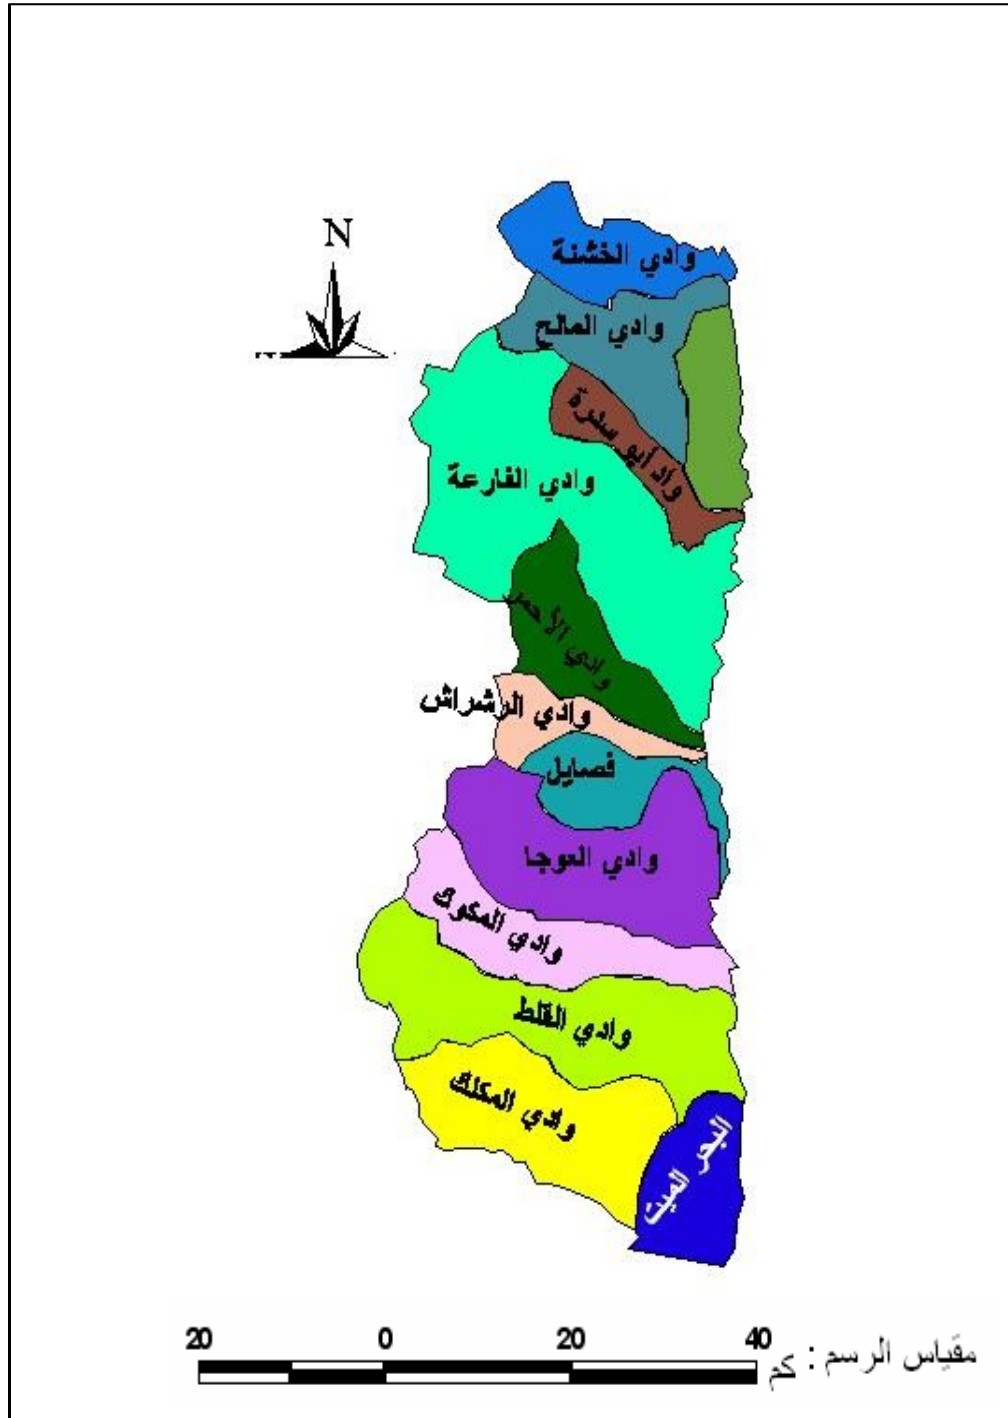 N
وادي الخشنة
وادي المالح
واد أبو سدرة
وادي الفارعة
وادي الأحمر
وادي الرشراش
فصايل
وادي العوجا
وادي المكوك
وادي القلط
وادي المكلك
البحر الميت
20 0 20 40
مقياس الرسم : كم